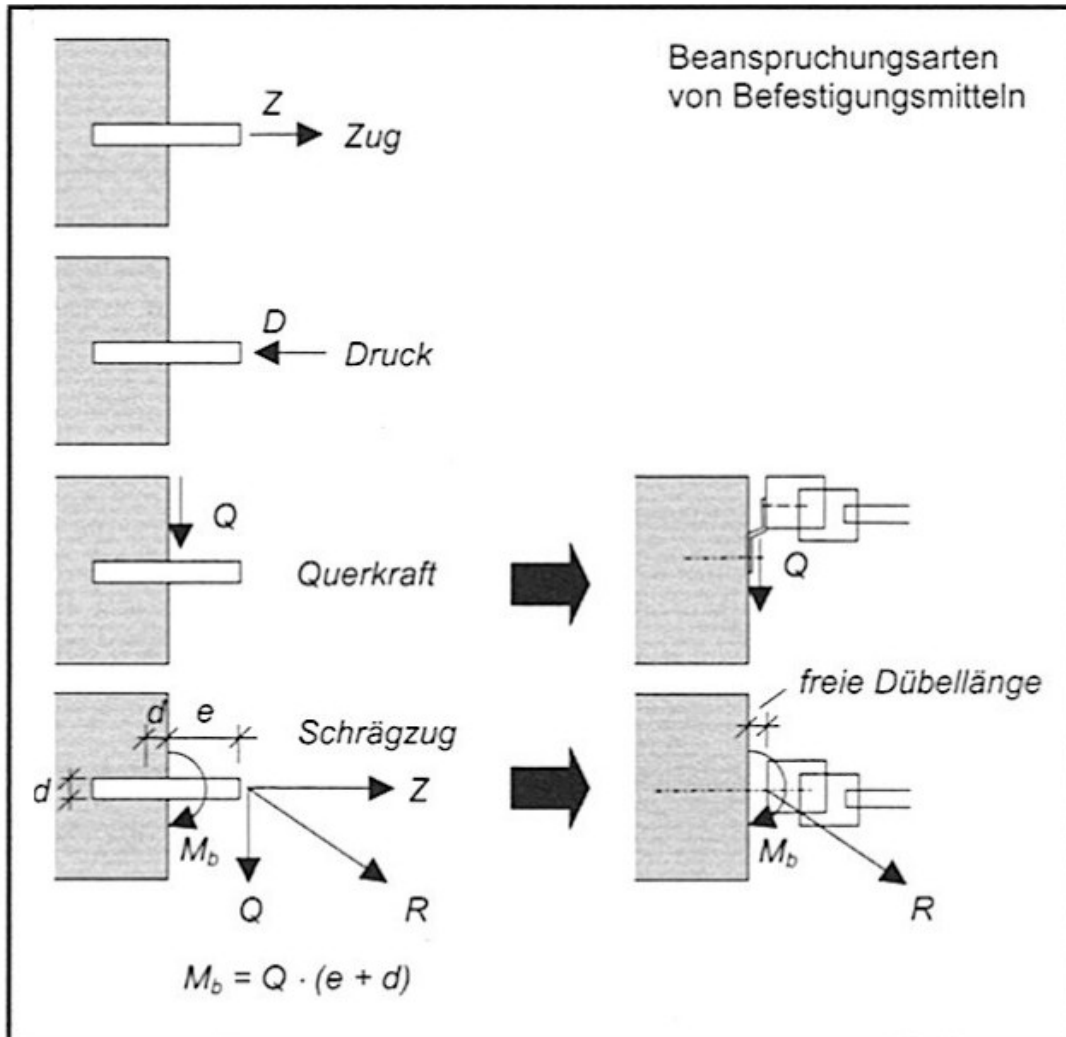 Beanspruchungsarten
von Befestigungsmitteln
Z
Zug
D
Druck
Q
Querkraft
Q
freie Dübellänge
d
e
Schrägzug
d
Z
M_b
Q
R
M_b
R
M_b = Q · (e + d)